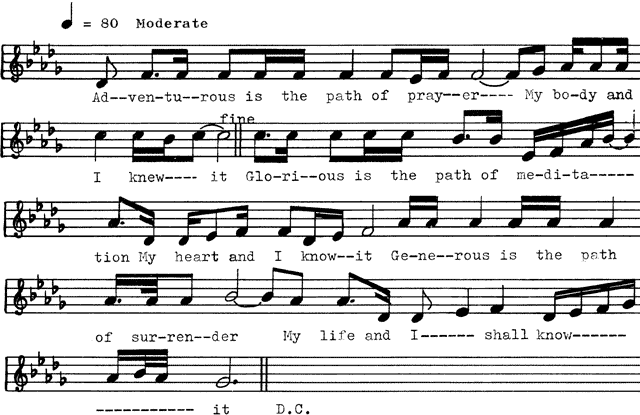 = 80 Moderate
Ad--ven-tu--rous is the path of pray--er---- My bo-dy and
fine
I knew---- it Glo-ri--ous is the path of me-di-ta-----
tion My heart and I know--it Ge-ne--rous is the path
of sur-ren--der My life and I------ shall know------
----------- it D.C.